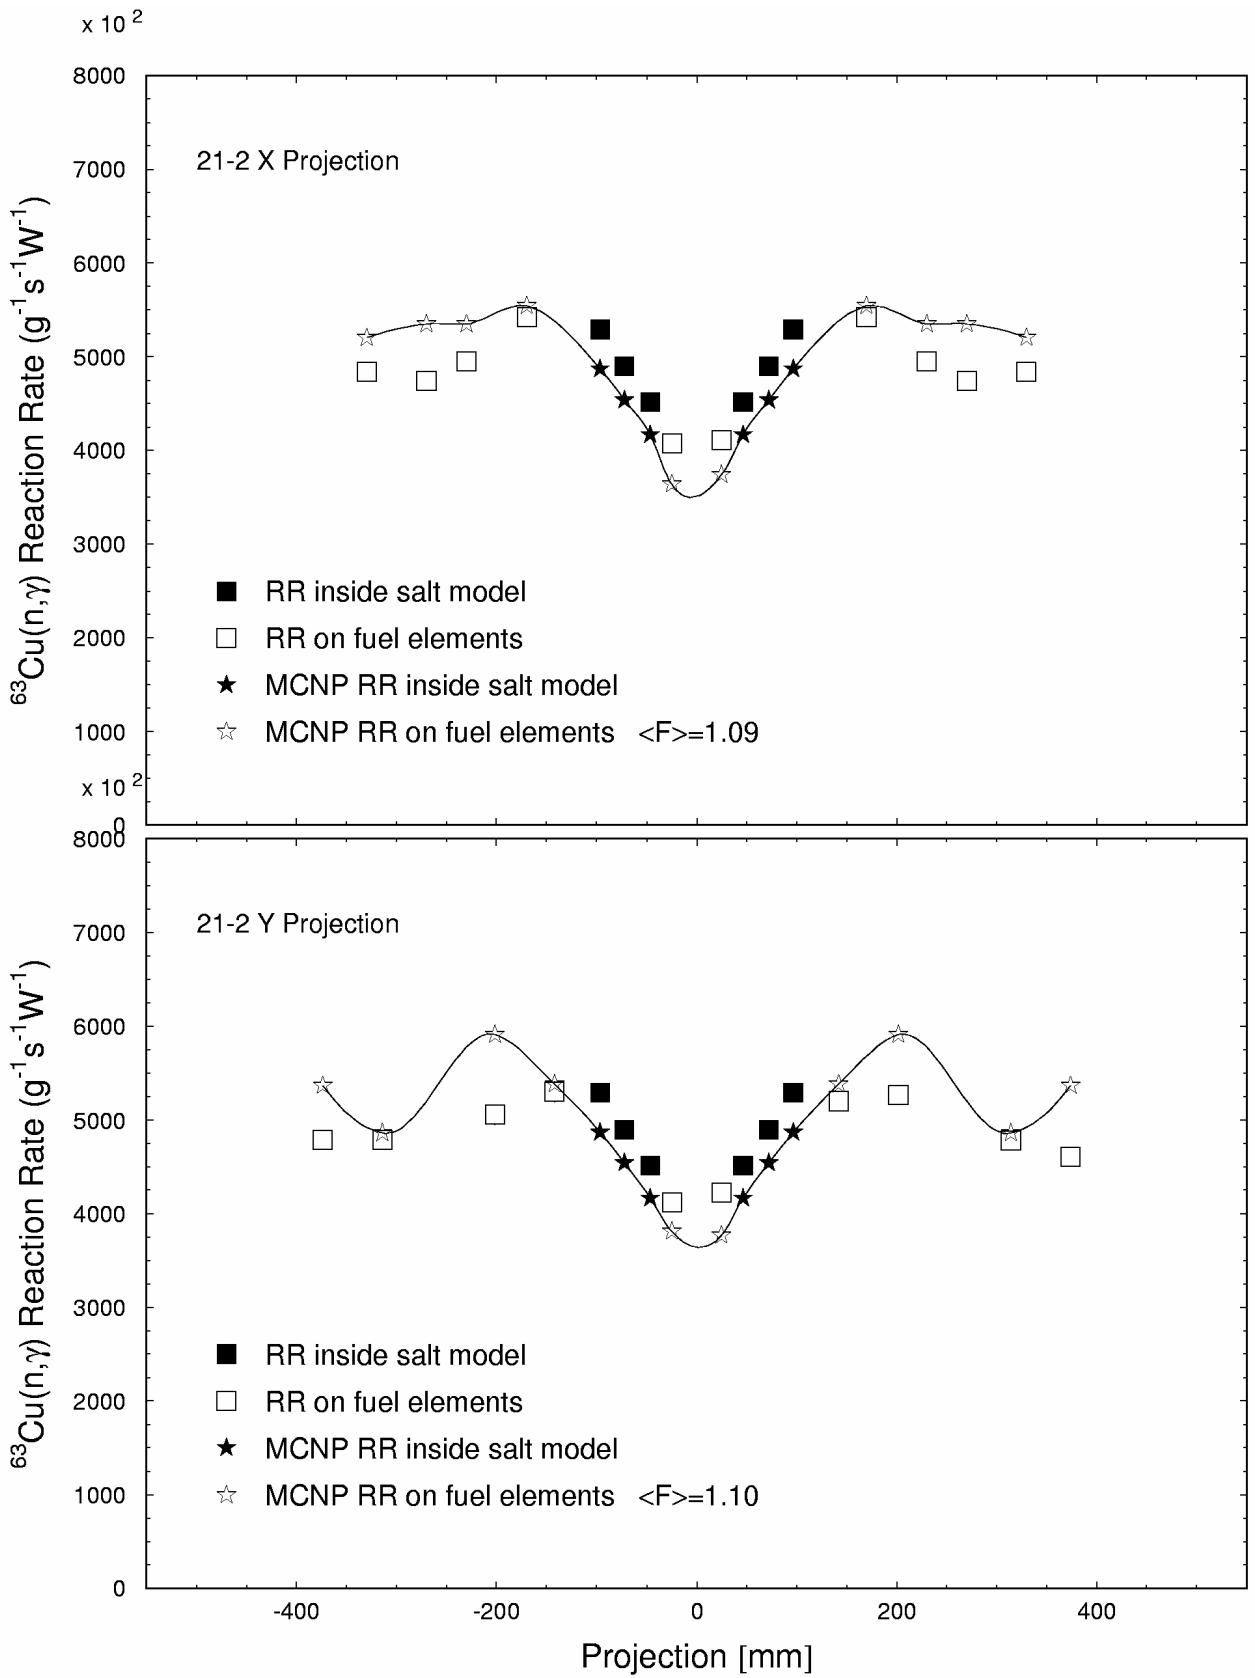 x 10²
8000
7000
6000
5000
4000
3000
2000
1000
x 10²
0
⁶³Cu(n,γ) Reaction Rate (g⁻¹s⁻¹W⁻¹)
21-2 X Projection
RR inside salt model
RR on fuel elements
MCNP RR inside salt model
MCNP RR on fuel elements <F>=1.09
8000
7000
6000
5000
4000
3000
2000
1000
0
⁶³Cu(n,γ) Reaction Rate (g⁻¹s⁻¹W⁻¹)
21-2 Y Projection
RR inside salt model
RR on fuel elements
MCNP RR inside salt model
MCNP RR on fuel elements <F>=1.10
-400 -200 0 200 400
Projection [mm]